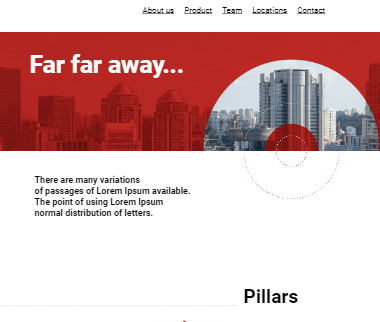 About us Product Team Locations Contact
Far far away...
There are many variations
of passages of Lorem Ipsum available.
The point of using Lorem Ipsum
normal distribution of letters.
Pillars